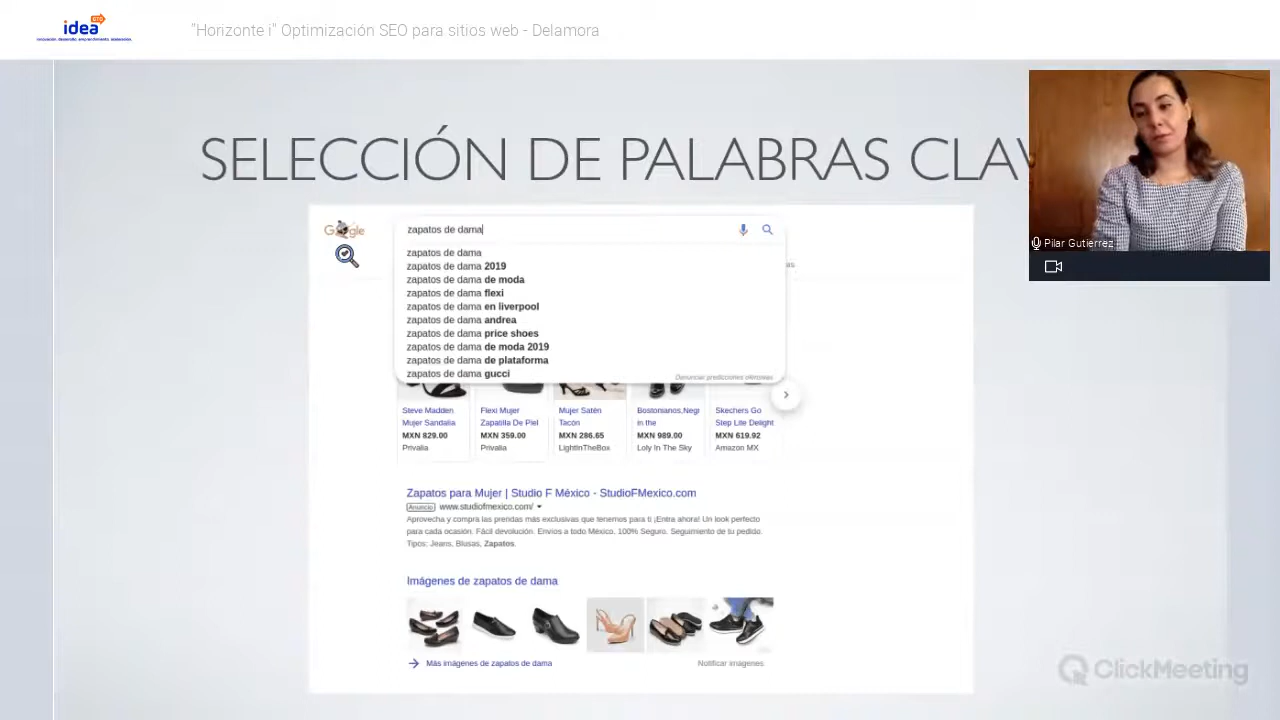 idea
GTO
"Horizonte i" Optimización SEO para sitios web - Delamora
SELECCIÓN DE PALABRAS CLAV
Pilar Gutierrez
Google
zapatos de dama
zapatos de dama
zapatos de dama 2019
zapatos de dama de moda
zapatos de dama flexi
zapatos de dama en liverpool
zapatos de dama andrea
zapatos de dama price shoes
zapatos de dama de moda 2019
zapatos de dama de plataforma
zapatos de dama gucci
Denunciar predicciones ofensivas
Steve Madden
Mujer Sandalia
MXN 829.00
Privalia
Flexi Mujer
Zapatilla De Piel
MXN 359.00
Privalia
Mujer Satén
Tacón
MXN 286.65
LightInTheBox
Bostonianos,Negr
in the
MXN 989.00
Loly In The Sky
Skechers Go
Step Lite Delight
MXN 619.92
Amazon MX
Zapatos para Mujer | Studio F México - StudioFMexico.com
Anuncio www.studiofmexico.com/
Aprovecha y compra las prendas más exclusivas que tenemos para ti ¡Entra ahora! Un look perfecto
para cada ocasión. Fácil devolución. Envíos a todo México. 100% Seguro. Seguimiento de tu pedido.
Tipos: Jeans, Blusas, Zapatos.
Imágenes de zapatos de dama
Más imágenes de zapatos de dama
Notificar imágenes
ClickMeeting